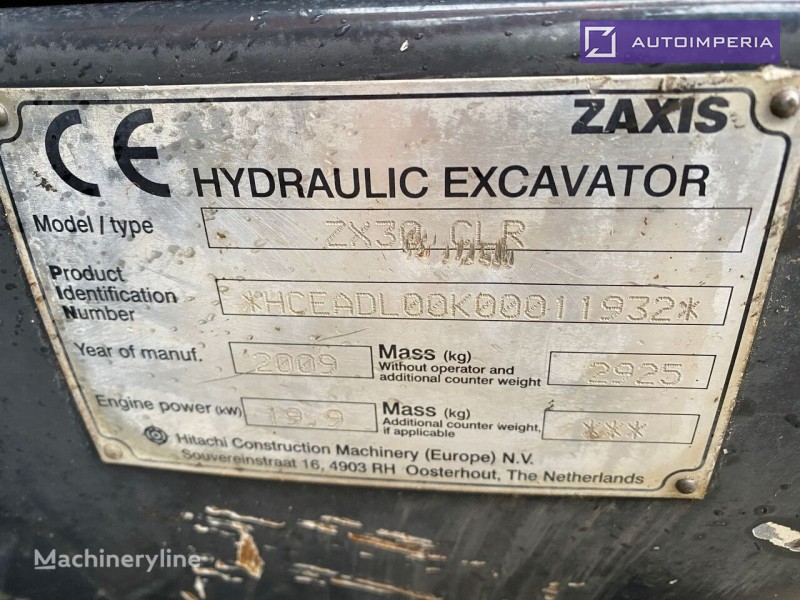 AUTOIMPERIA
CE
ZAXIS
HYDRAULIC EXCAVATOR
Model / type ZX30 CLR
Product
Identification
Number *HCEADL00K00011932*
Year of manuf. 2009
Mass (kg)
Without operator and
additional counter weight 2925
Engine power (kW) 19.9
Mass (kg)
Additional counter weight,
if applicable ***
Hitachi Construction Machinery (Europe) N.V.
Souvereinstraat 16, 4903 RH Oosterhout, The Netherlands
Machineryline